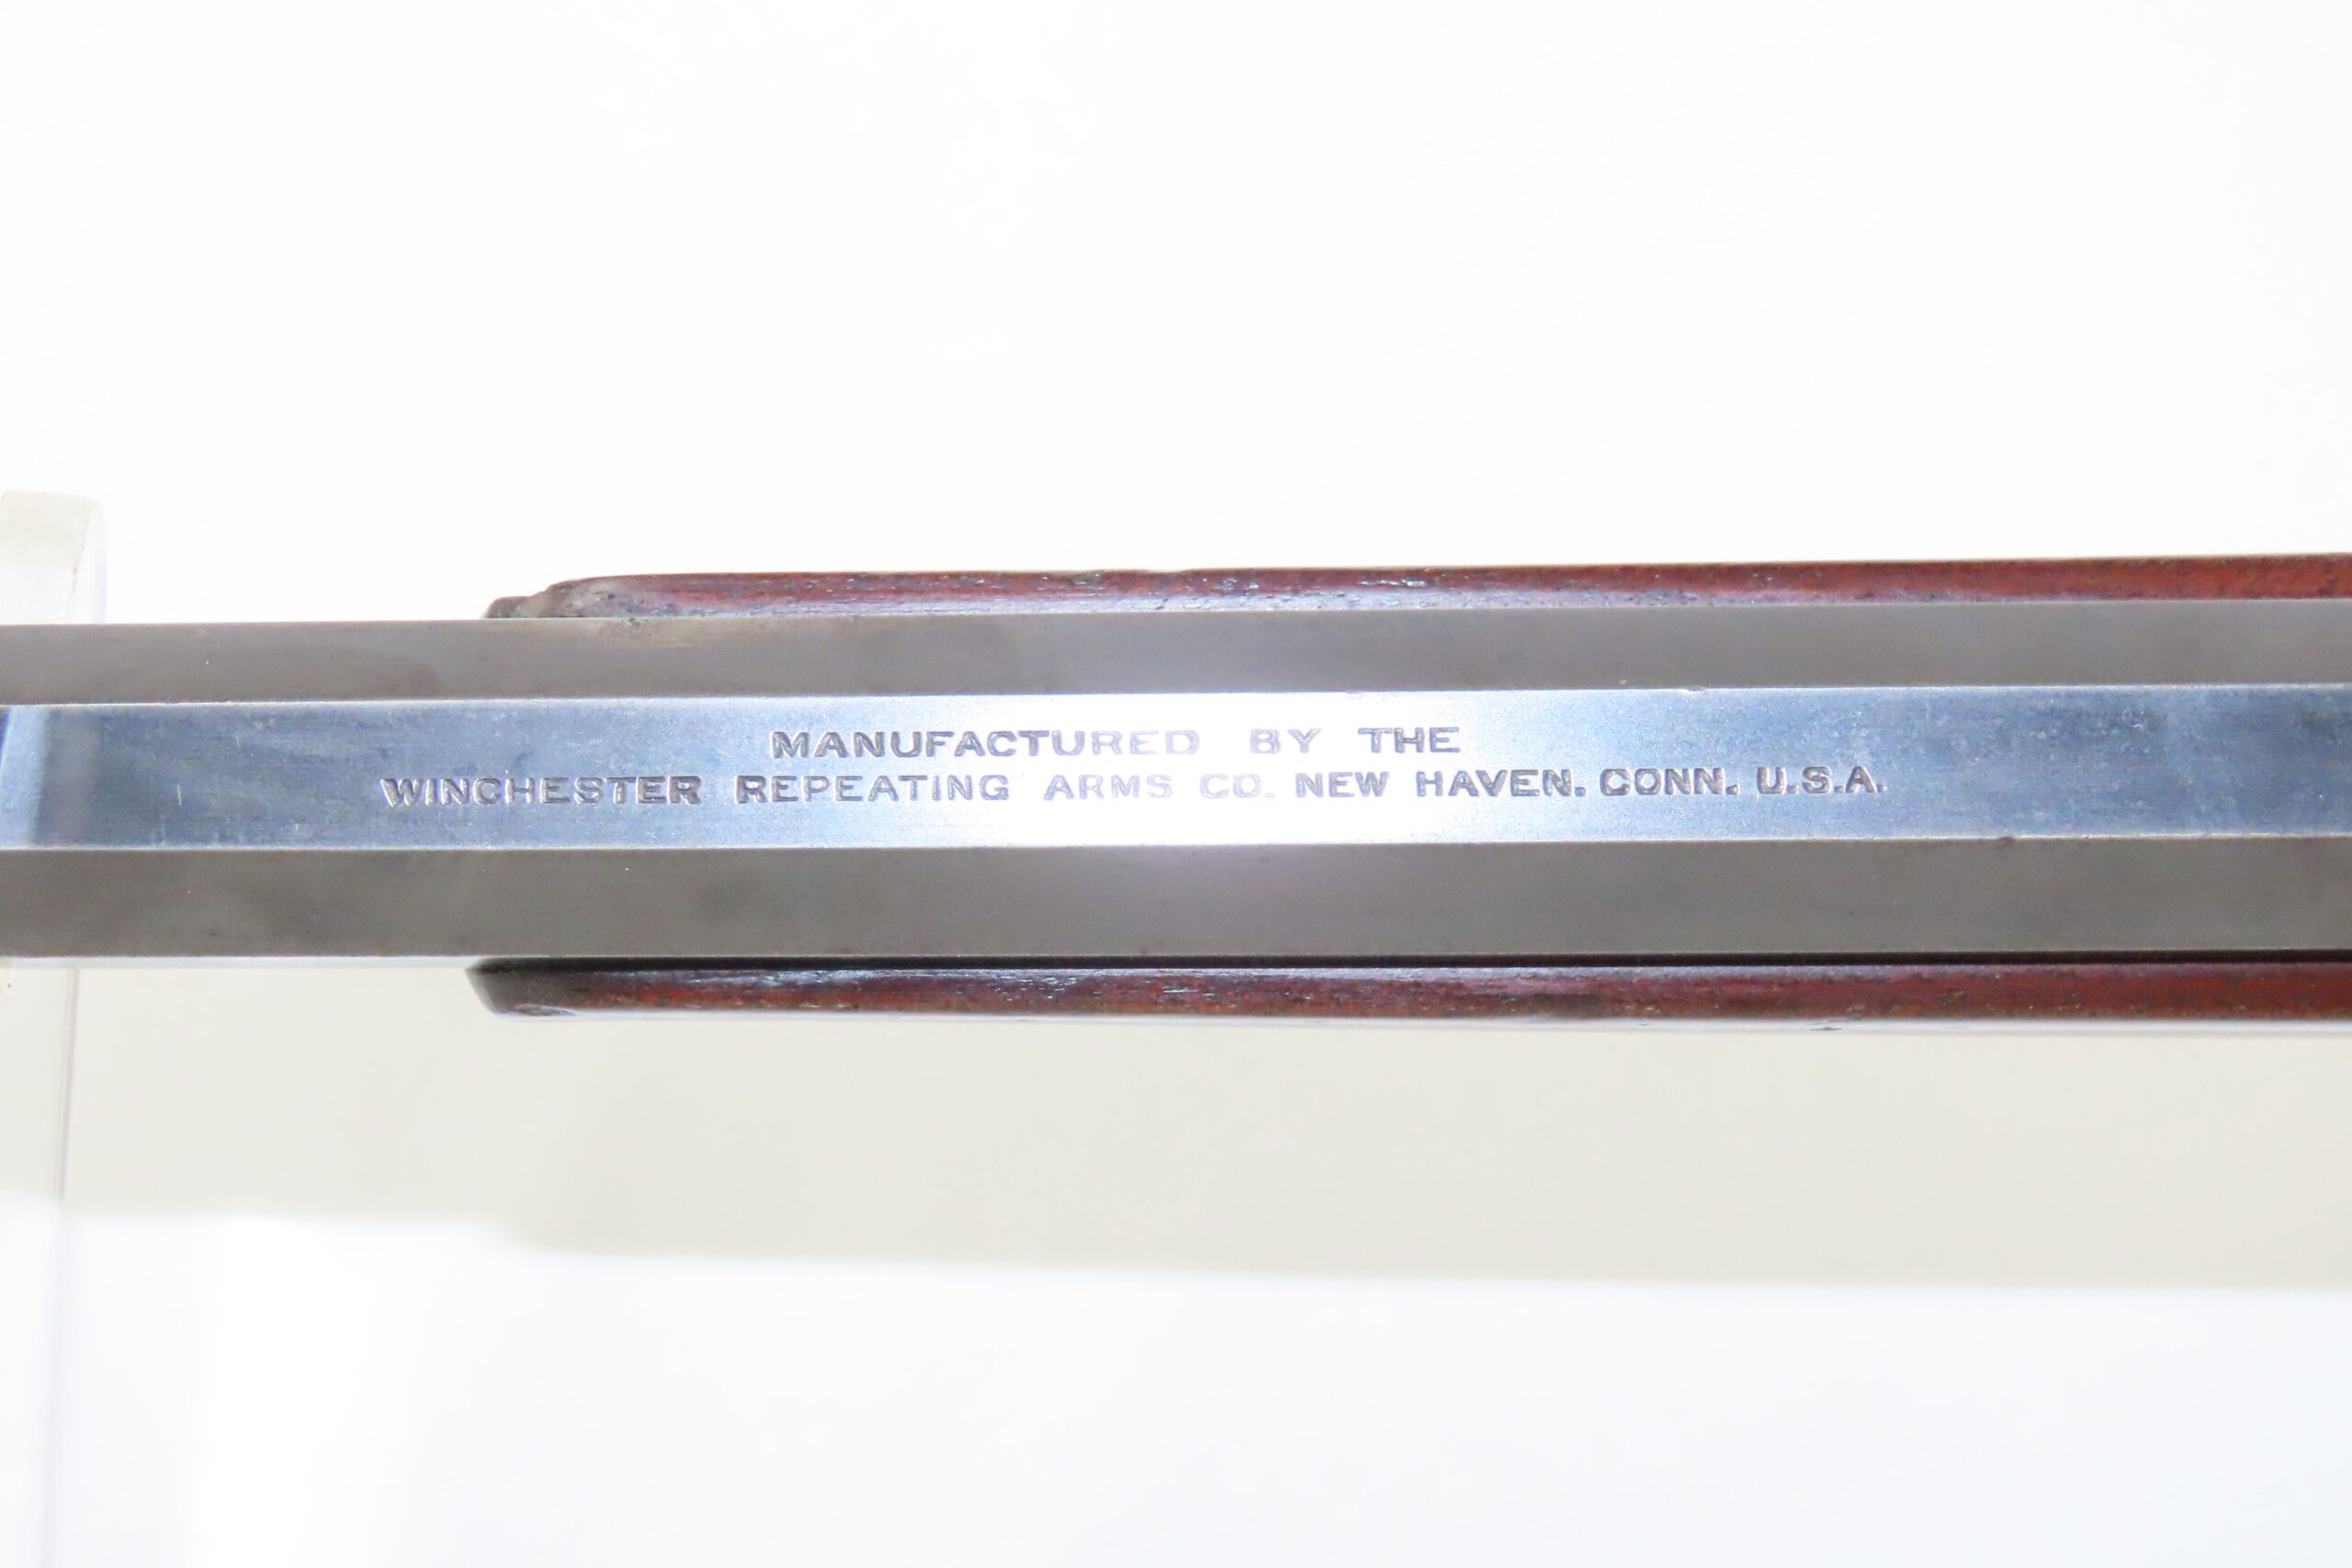 MANUFACTURED BY THE
WINCHESTER REPEATING ARMS CO. NEW HAVEN. CONN. U.S.A.